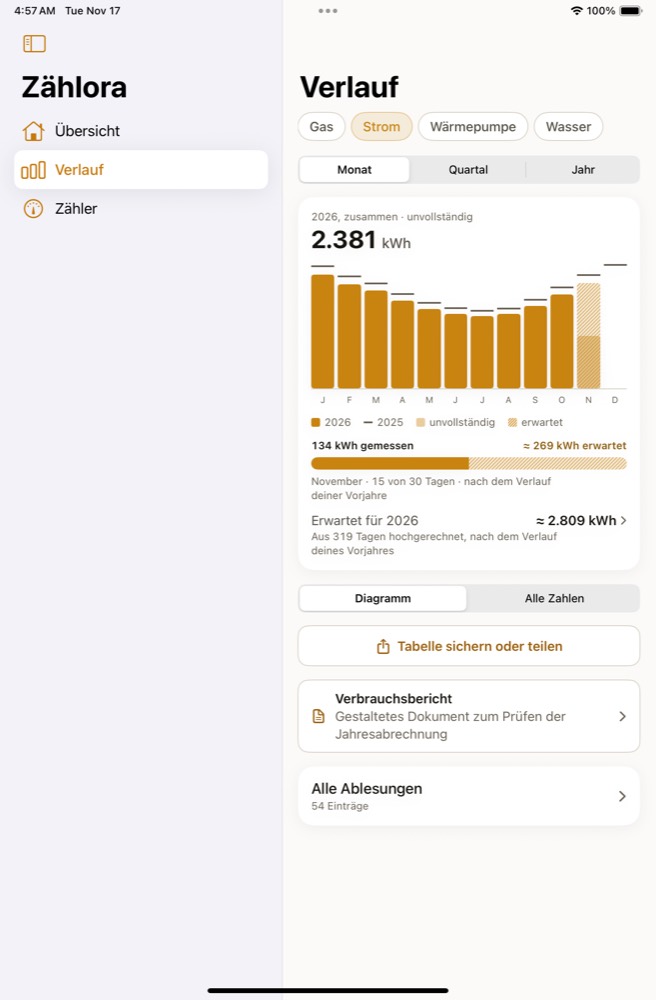 4:57 AM Tue Nov 17
100%
Zählora
Übersicht
Verlauf
Zähler
Verlauf
Gas Strom Wärmepumpe Wasser
Monat Quartal Jahr
2026, zusammen · unvollständig
2.381 kWh
J F M A M J J A S O N D
2026 2025 unvollständig erwartet
134 kWh gemessen ≈ 269 kWh erwartet
November · 15 von 30 Tagen · nach dem Verlauf
deiner Vorjahre
Erwartet für 2026 ≈ 2.809 kWh
Aus 319 Tagen hochgerechnet, nach dem Verlauf
deines Vorjahres
Diagramm Alle Zahlen
Tabelle sichern oder teilen
Verbrauchsbericht
Gestaltetes Dokument zum Prüfen der
Jahresabrechnung
Alle Ablesungen
54 Einträge